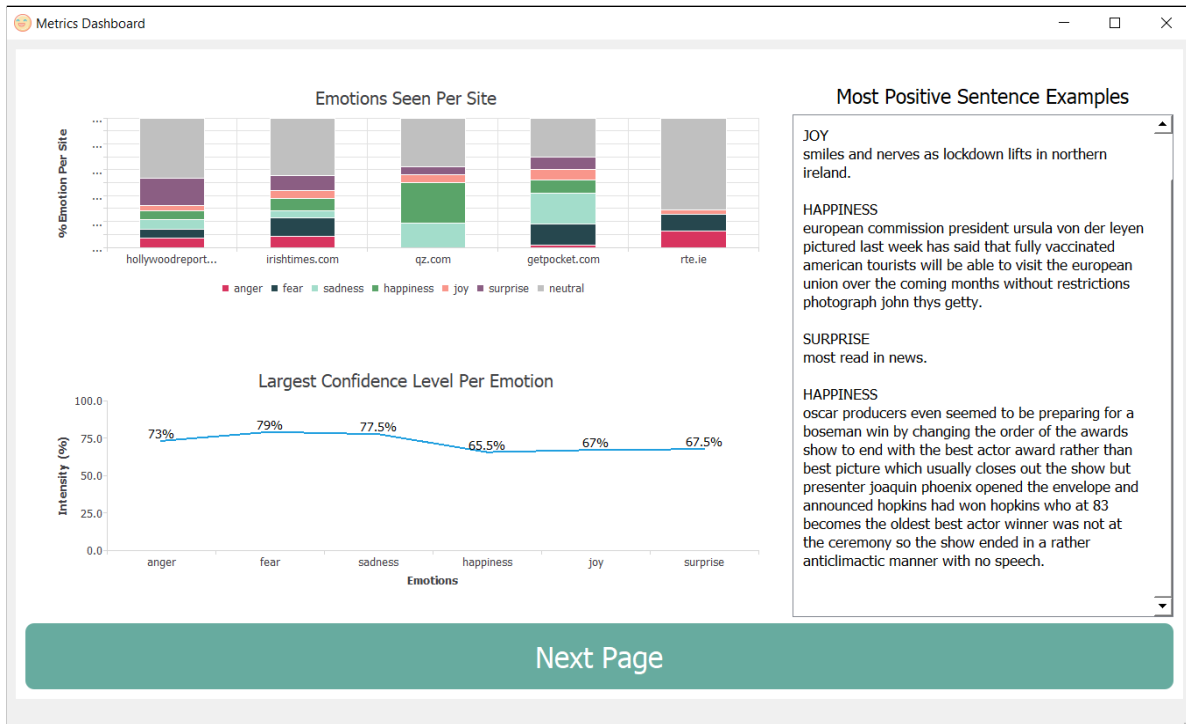 Metrics Dashboard
Emotions Seen Per Site
%Emotion Per Site
...
...
...
...
...
...
hollywoodreport...
irishtimes.com
qz.com
getpocket.com
rte.ie
anger
fear
sadness
happiness
joy
surprise
neutral
Largest Confidence Level Per Emotion
Intensity (%)
100.0
75.0
50.0
25.0
0.0
73%
79%
77.5%
65.5%
67%
67.5%
anger
fear
sadness
happiness
joy
surprise
Emotions
Most Positive Sentence Examples
JOY
smiles and nerves as lockdown lifts in northern
ireland.
HAPPINESS
european commission president ursula von der leyen
pictured last week has said that fully vaccinated
american tourists will be able to visit the european
union over the coming months without restrictions
photograph john thys getty.
SURPRISE
most read in news.
HAPPINESS
oscar producers even seemed to be preparing for a
boseman win by changing the order of the awards
show to end with the best actor award rather than
best picture which usually closes out the show but
presenter joaquin phoenix opened the envelope and
announced hopkins had won hopkins who at 83
becomes the oldest best actor winner was not at
the ceremony so the show ended in a rather
anticlimactic manner with no speech.
Next Page